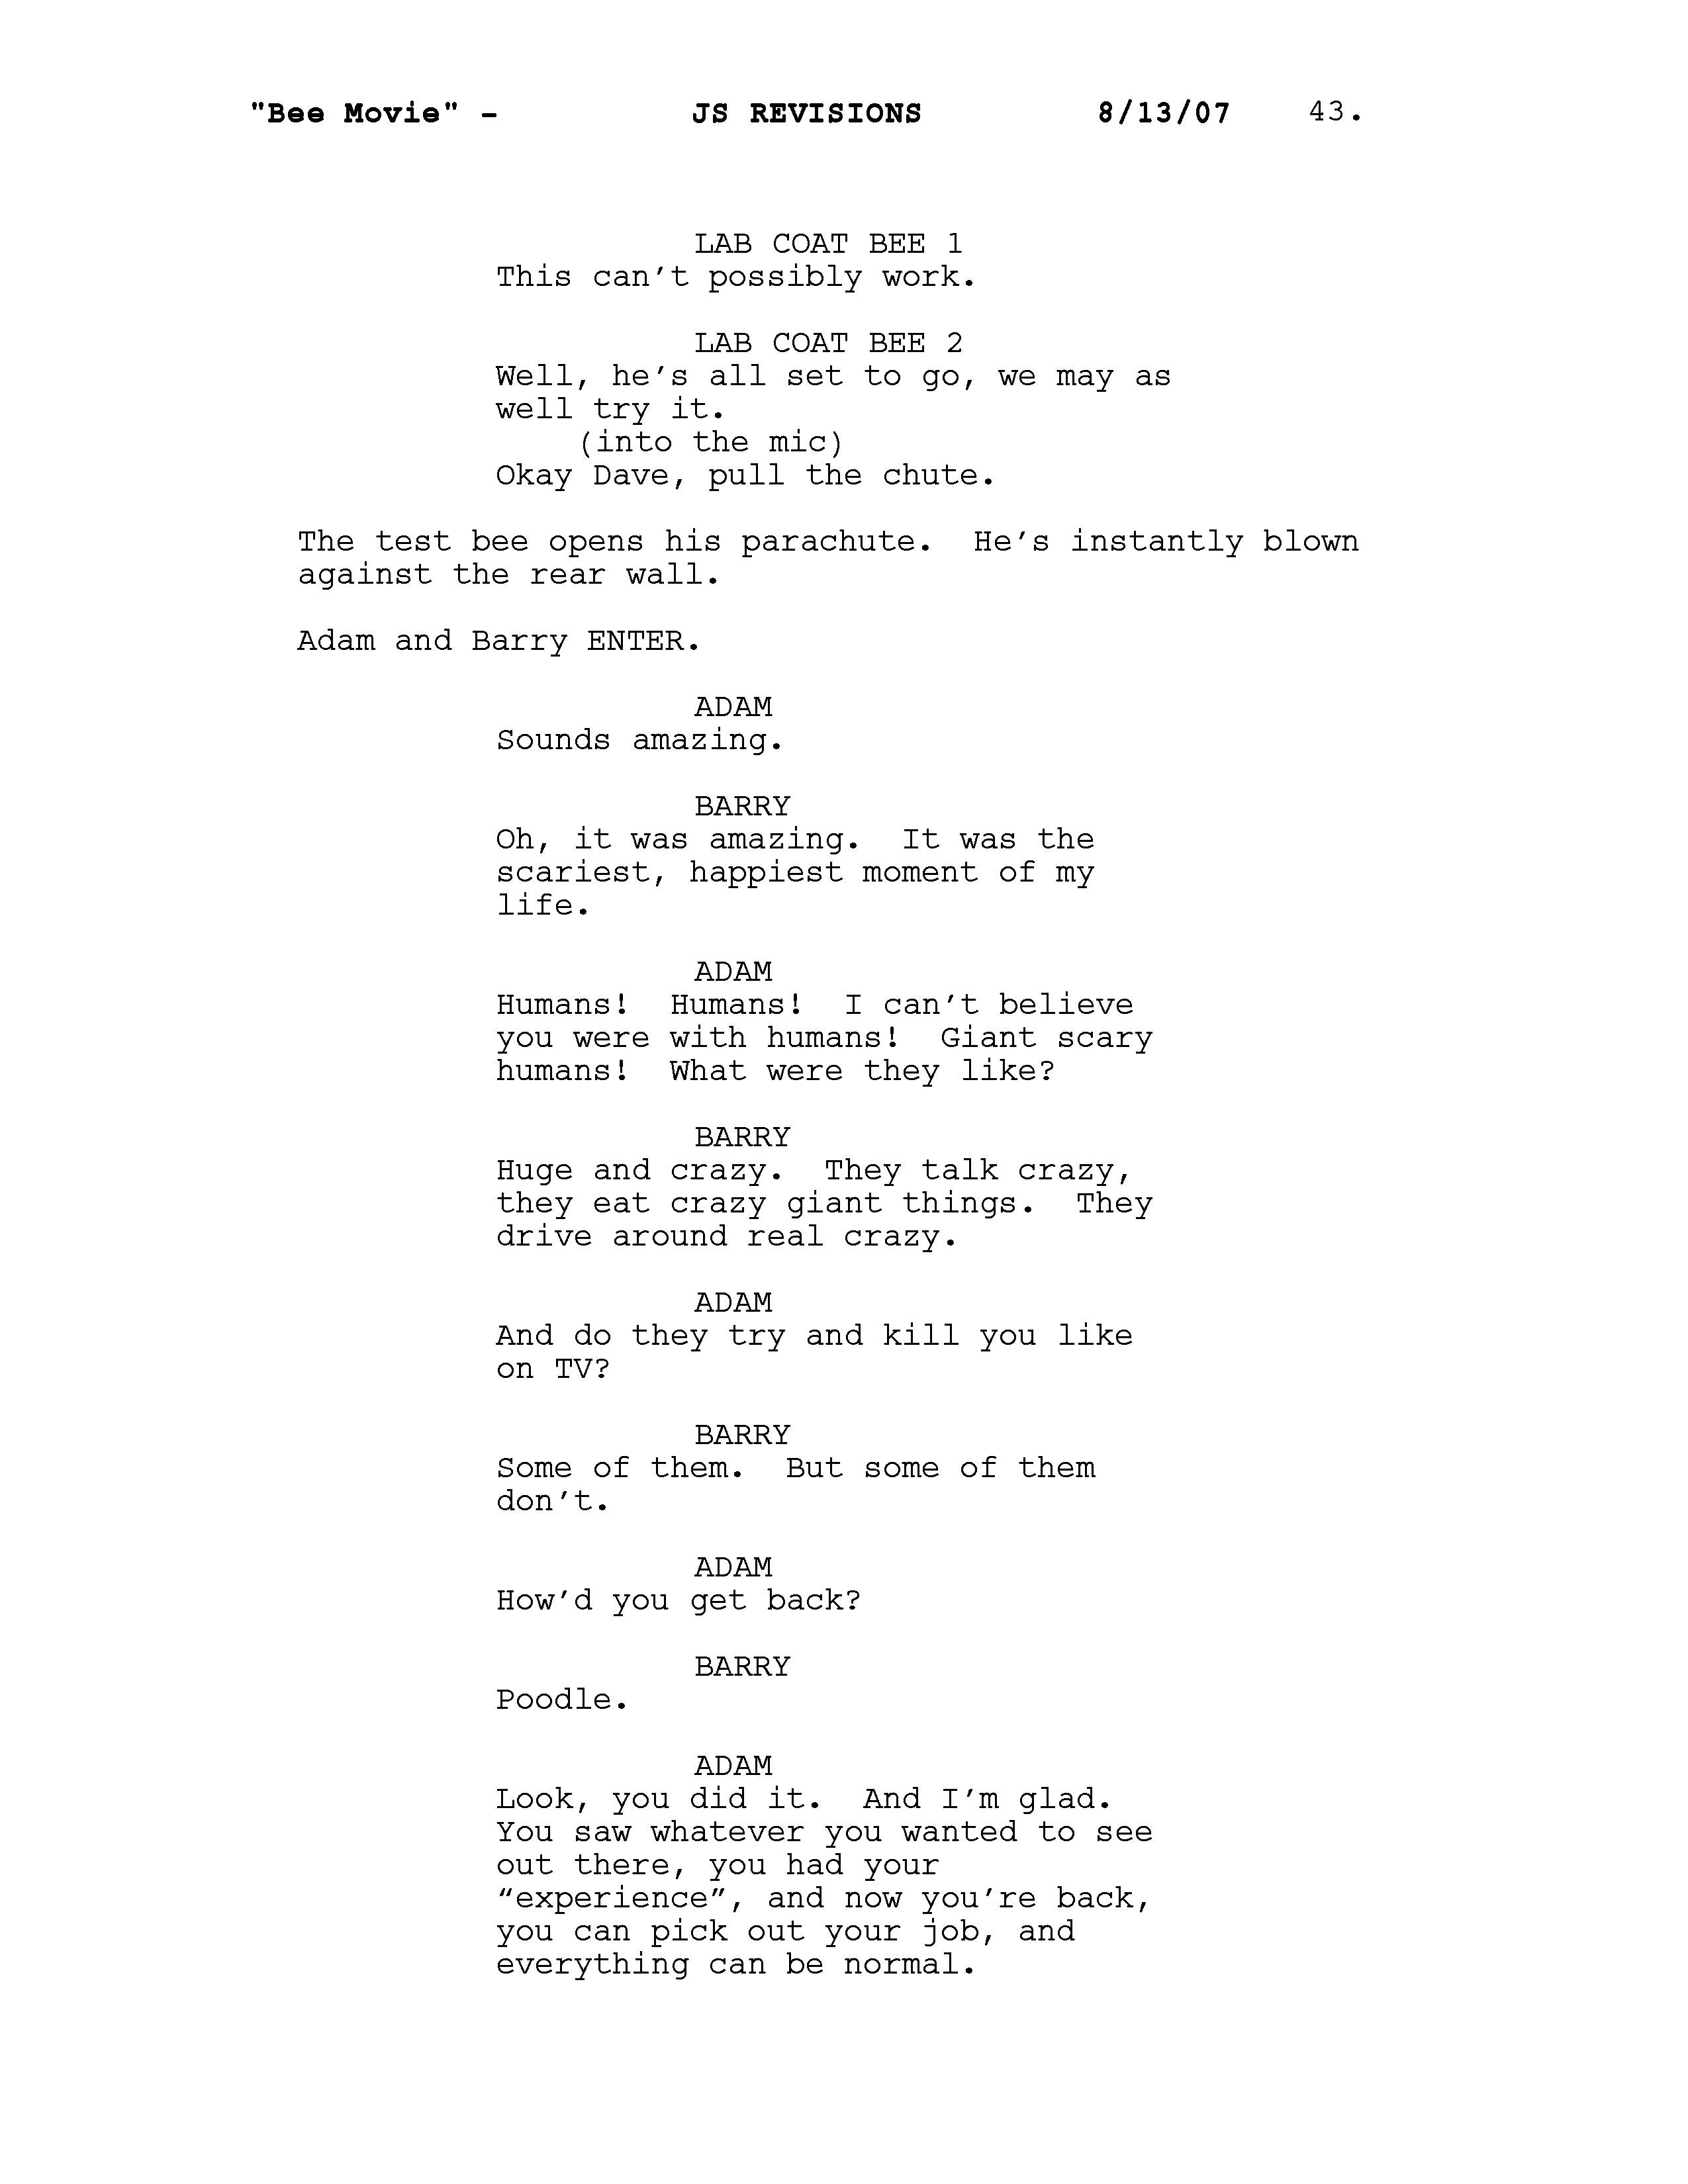 "Bee Movie" - JS REVISIONS 8/13/07 43.
LAB COAT BEE 1
This can't possibly work.
LAB COAT BEE 2
Well, he's all set to go, we may as
well try it.
(into the mic)
Okay Dave, pull the chute.
The test bee opens his parachute.  He's instantly blown
against the rear wall.
Adam and Barry ENTER.
ADAM
Sounds amazing.
BARRY
Oh, it was amazing.  It was the
scariest, happiest moment of my
life.
ADAM
Humans!  Humans!  I can't believe
you were with humans!  Giant scary
humans!  What were they like?
BARRY
Huge and crazy.  They talk crazy,
they eat crazy giant things.  They
drive around real crazy.
ADAM
And do they try and kill you like
on TV?
BARRY
Some of them.  But some of them
don't.
ADAM
How'd you get back?
BARRY
Poodle.
ADAM
Look, you did it.  And I'm glad.
You saw whatever you wanted to see
out there, you had your
“experience”, and now you're back,
you can pick out your job, and
everything can be normal.